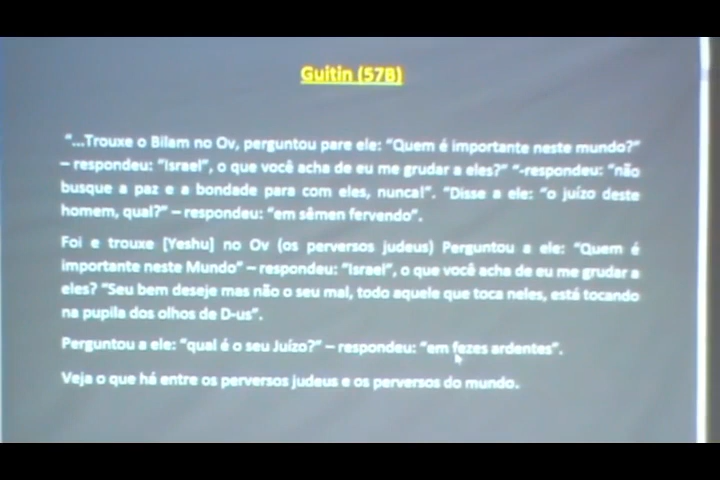 Guitin (57B)
"...Trouxe o Bilam no Ov, perguntou pare ele: "Quem é importante neste mundo?"
– respondeu: "Israel", o que você acha de eu me grudar a eles?" "-respondeu: "não
busque a paz e a bondade para com eles, nunca!". "Disse a ele: "o juízo deste
homem, qual?" – respondeu: "em sêmen fervendo".
Foi e trouxe [Yeshu] no Ov (os perversos judeus) Perguntou a ele: "Quem é
importante neste Mundo" – respondeu: "Israel", o que você acha de eu me grudar a
eles? "Seu bem deseje mas não o seu mal, todo aquele que toca neles, está tocando
na pupila dos olhos de D-us".
Perguntou a ele: "qual é o seu Juízo?" – respondeu: "em fezes ardentes".
Veja o que há entre os perversos judeus e os perversos do mundo.